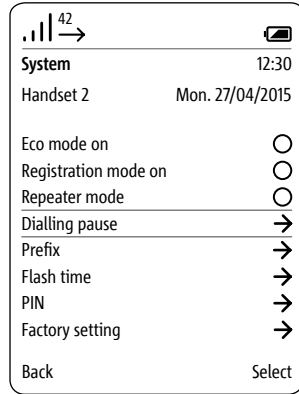 42
System 12:30
Handset 2 Mon. 27/04/2015
Eco mode on
Registration mode on
Repeater mode
Dialling pause
Prefix
Flash time
PIN
Factory setting
Back Select